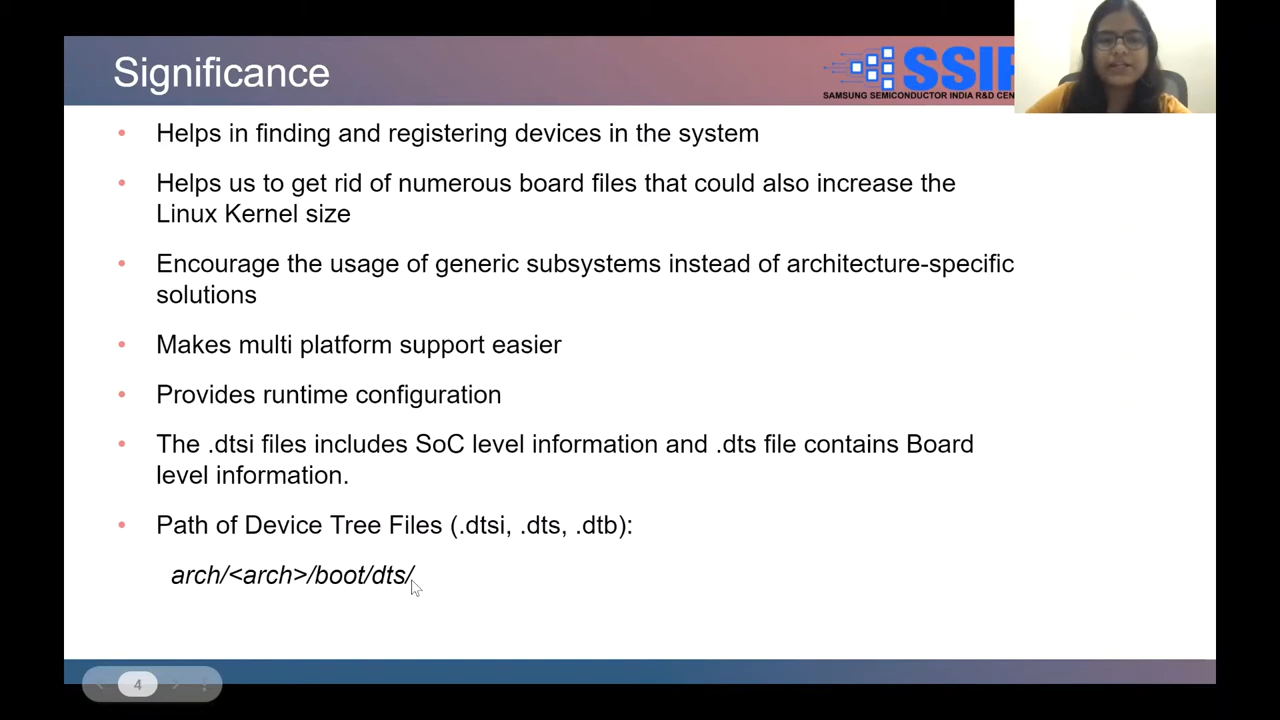 Significance
SAMSUNG SEMICONDUCTOR INDIA R&D
Helps in finding and registering devices in the system
Helps us to get rid of numerous board files that could also increase the
Linux Kernel size
Encourage the usage of generic subsystems instead of architecture-specific
solutions
Makes multi platform support easier
Provides runtime configuration
The .dtsi files includes SoC level information and .dts file contains Board
level information.
Path of Device Tree Files (.dtsi, .dts, .dtb):
arch/<arch>/boot/dts/
4